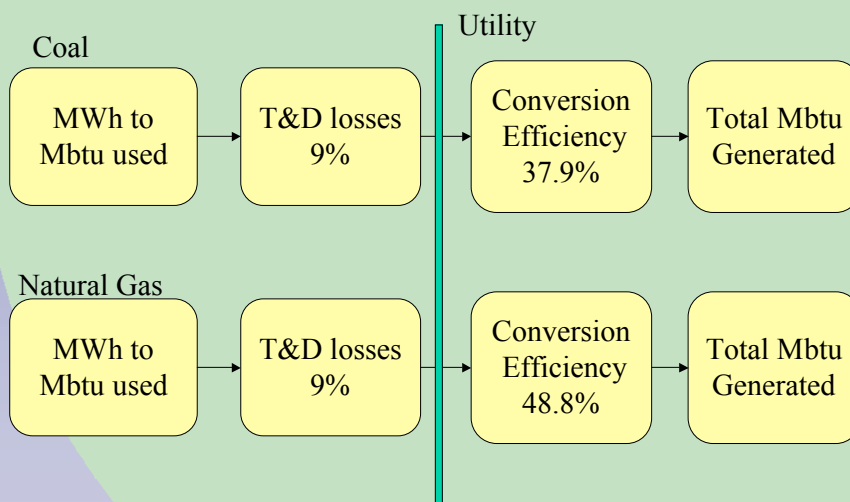 Utility
Coal
MWh to
Mbtu used
T&D losses
9%
Conversion
Efficiency
37.9%
Total Mbtu
Generated
Natural Gas
MWh to
Mbtu used
T&D losses
9%
Conversion
Efficiency
48.8%
Total Mbtu
Generated